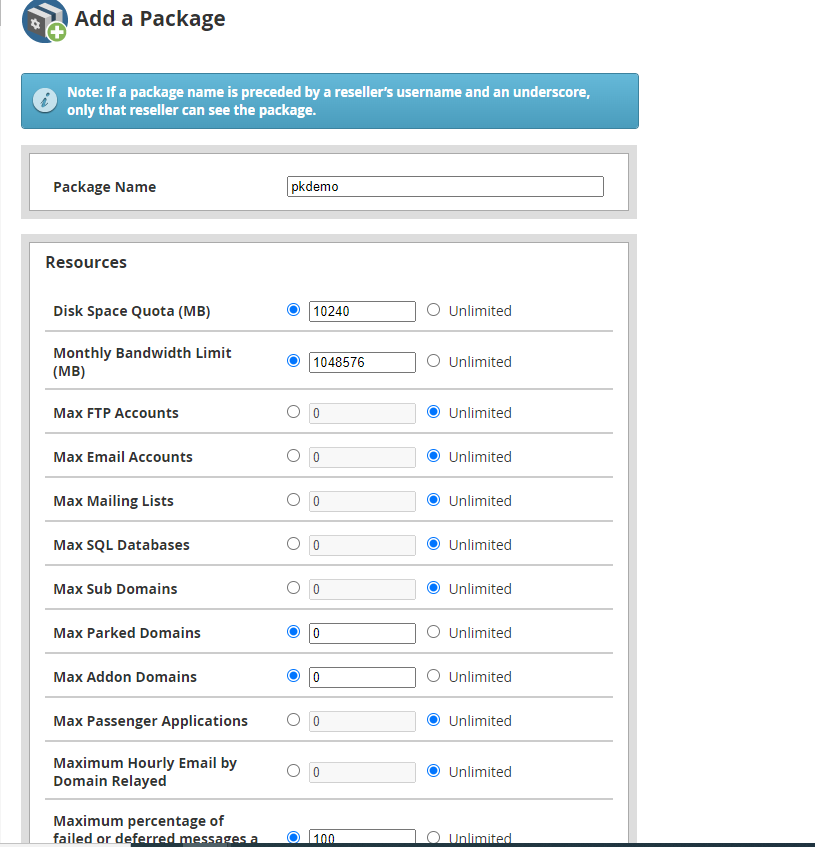 Add a Package
Note: If a package name is preceded by a reseller's username and an underscore,
only that reseller can see the package.
Package Name pkdemo
Resources
Disk Space Quota (MB) 10240 Unlimited
Monthly Bandwidth Limit
(MB) 1048576 Unlimited
Max FTP Accounts 0 Unlimited
Max Email Accounts 0 Unlimited
Max Mailing Lists 0 Unlimited
Max SQL Databases 0 Unlimited
Max Sub Domains 0 Unlimited
Max Parked Domains 0 Unlimited
Max Addon Domains 0 Unlimited
Max Passenger Applications 0 Unlimited
Maximum Hourly Email by
Domain Relayed 0 Unlimited
Maximum percentage of
failed or deferred messages a 100 Unlimited